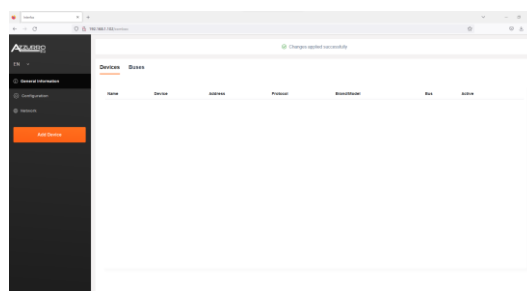 AZZURRO
Changes applied successfully
EN
Devices Buses
General Information
Configuration
Network
Name Device Address Protocol Brand/Model Bus Active
Add Device